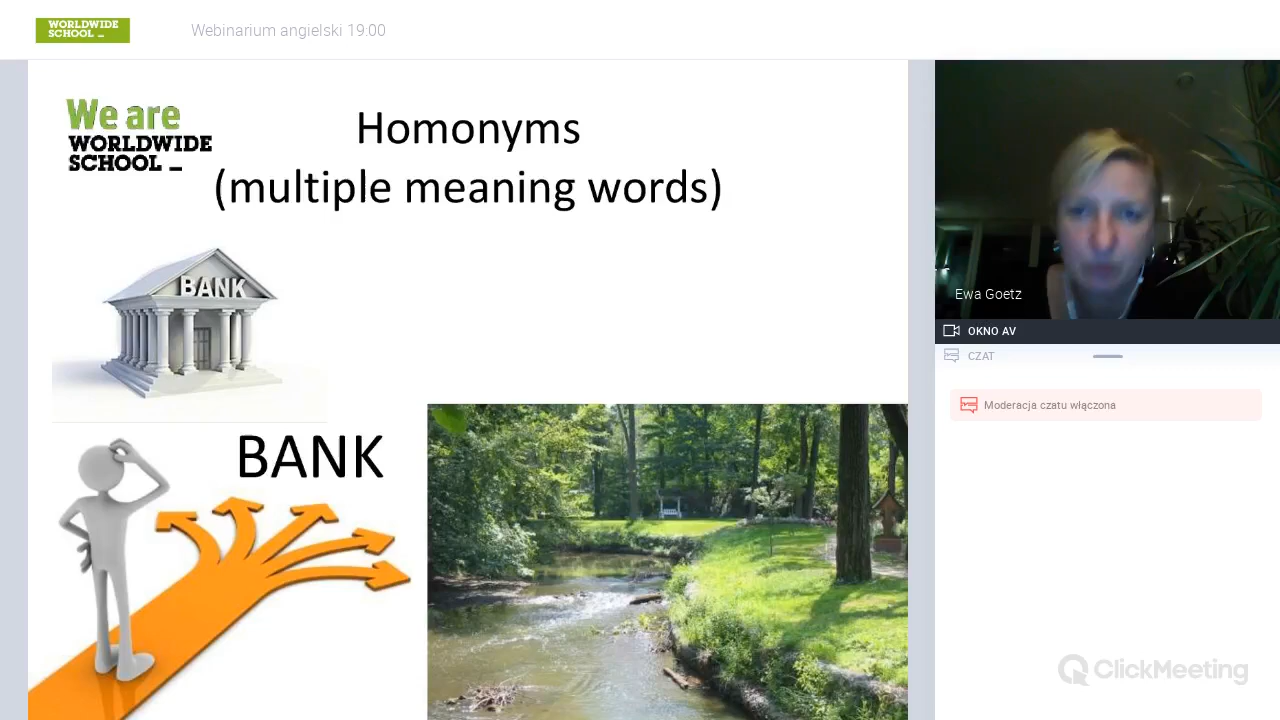 WORLDWIDE
SCHOOL _
Webinarium angielski 19:00
We are
WORLDWIDE
SCHOOL _
Homonyms
(multiple meaning words)
BANK
BANK
Ewa Goetz
OKNO AV
CZAT
Moderacja czatu włączona
ClickMeeting